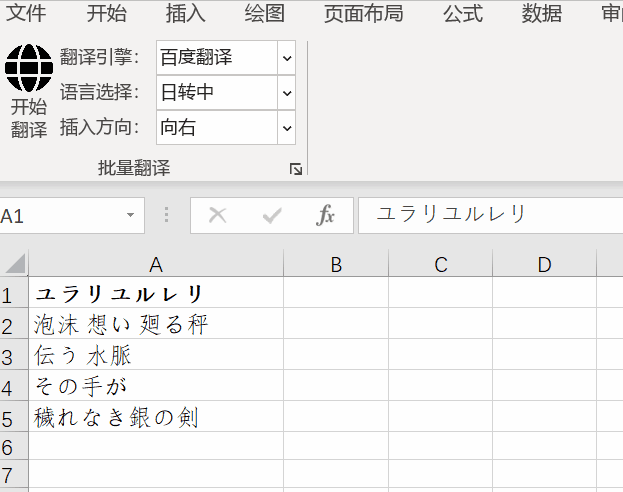 文件 开始 插入 绘图 页面布局 公式 数据
开始
翻译
翻译引擎： 百度翻译
语言选择： 日转中
插入方向： 向右
批量翻译
A1 fx ユラリユルレリ
A B C D
1 ユラリユルレリ
2 泡沫 想い 廻る秤
3 伝う 水脈
4 その手が
5 穢れなき銀の剣
6
7